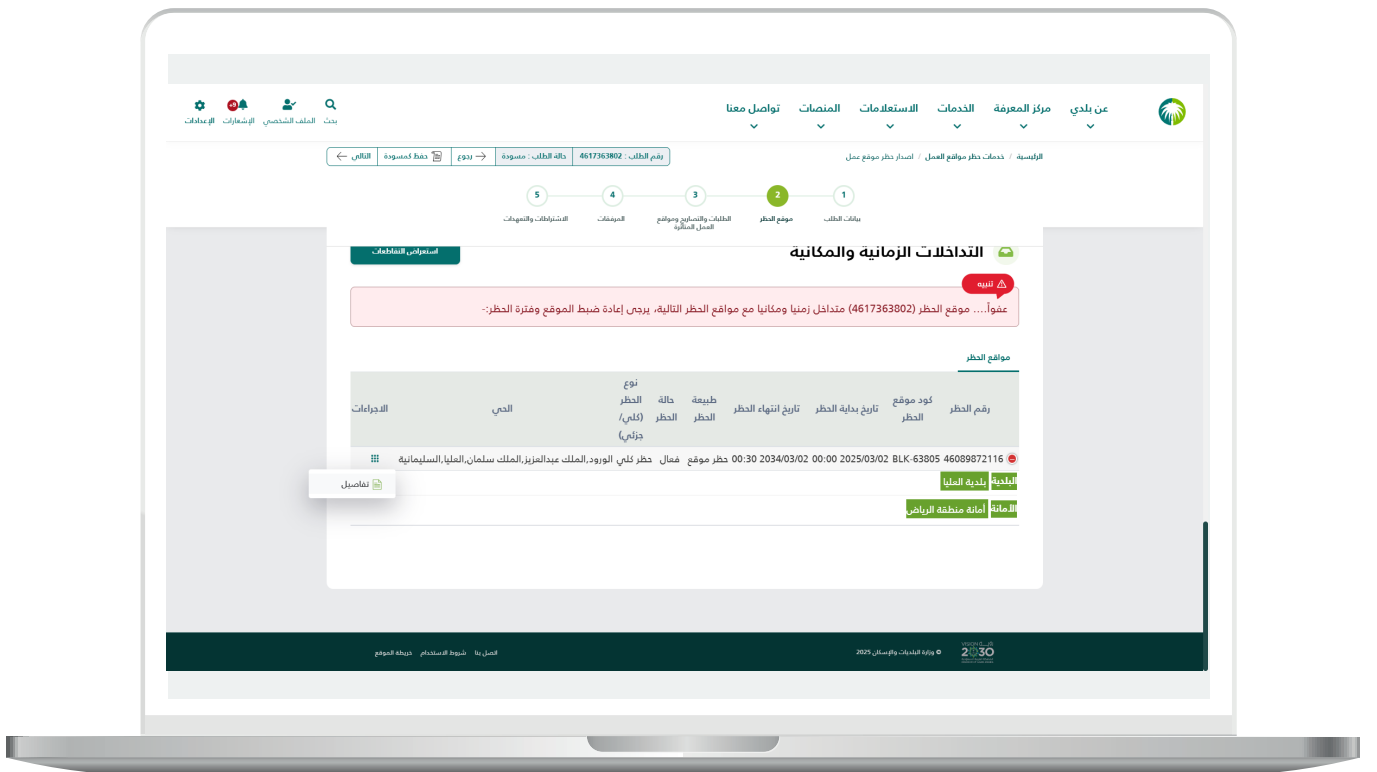 عن بلدي
مركز المعرفة
الخدمات
الاستعلامات
المنصات
تواصل معنا
بحث
الملف الشخصي
+9
الإشعارات
الإعدادات
الرئيسية / خدمات حظر مواقع العمل / اصدار حظر موقع عمل
رقم الطلب : 4617363802
حالة الطلب : مسودة
رجوع
حفظ كمسودة
التالي
1
بيانات الطلب
2
موقع الحظر
3
الطلبات والتصاريح ومواقع
العمل المتأثرة
4
المرفقات
5
الاشتراطات والتعهدات
التداخلات الزمانية والمكانية
استعراض التقاطعات
تنبيه
عفواً.... موقع الحظر (4617363802) متداخل زمنيا ومكانيا مع مواقع الحظر التالية، يرجى إعادة ضبط الموقع وفترة الحظر:-
مواقع الحظر
رقم الحظر
كود موقع
الحظر
تاريخ بداية الحظر
تاريخ انتهاء الحظر
طبيعة
الحظر
حالة
الحظر
نوع
الحظر
(كلي/
جزئي)
الحي
الاجراءات
46089872116 BLK-63805 2025/03/02 00:00 2034/03/02 00:30 حظر موقع فعال حظر كلي الورود,الملك عبدالعزيز,الملك سلمان,العليا,السليمانية
تفاصيل
البلدية بلدية العليا
الأمانة أمانة منطقة الرياض
VISION
2030
© وزارة البلديات والإسكان 2025
اتصل بنا
شروط الاستخدام
خريطة الموقع